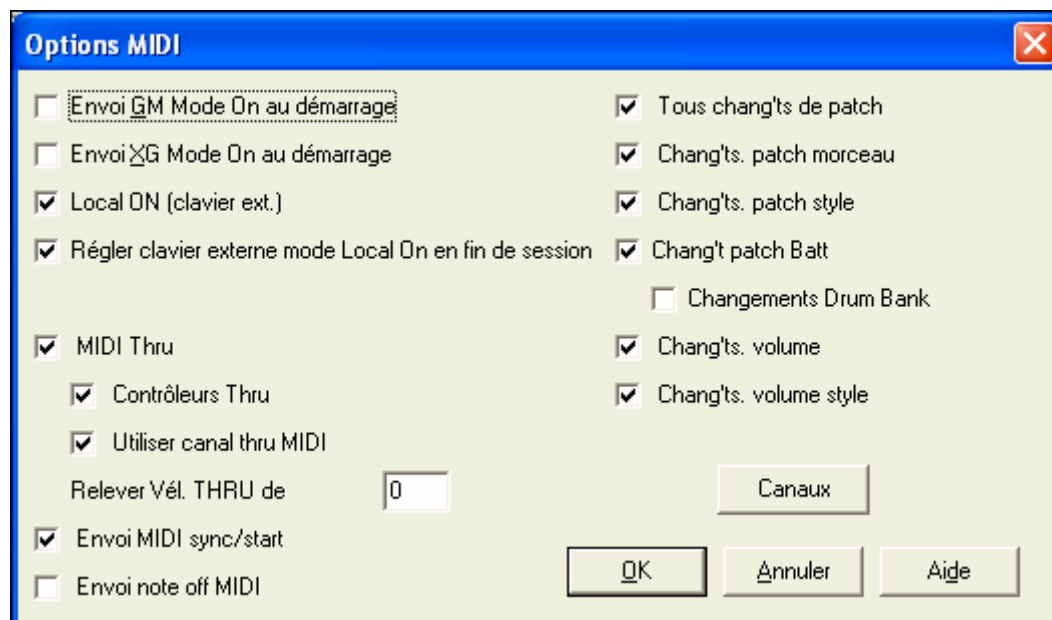 Options MIDI
Envoi GM Mode On au démarrage
Envoi XG Mode On au démarrage
Local ON (clavier ext.)
Régler clavier externe mode Local On en fin de session
MIDI Thru
Contrôleurs Thru
Utiliser canal thru MIDI
Relever Vél. THRU de
0
Envoi MIDI sync/start
Envoi note off MIDI
Tous chang'ts de patch
Chang'ts. patch morceau
Chang'ts. patch style
Chang't patch Batt
Changements Drum Bank
Chang'ts. volume
Chang'ts. volume style
Canaux
OK
Annuler
Aide